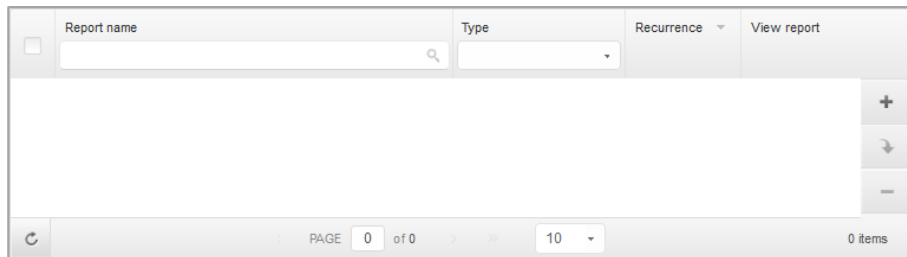 Report name Type Recurrence View report
PAGE 0 of 0 10 0 items